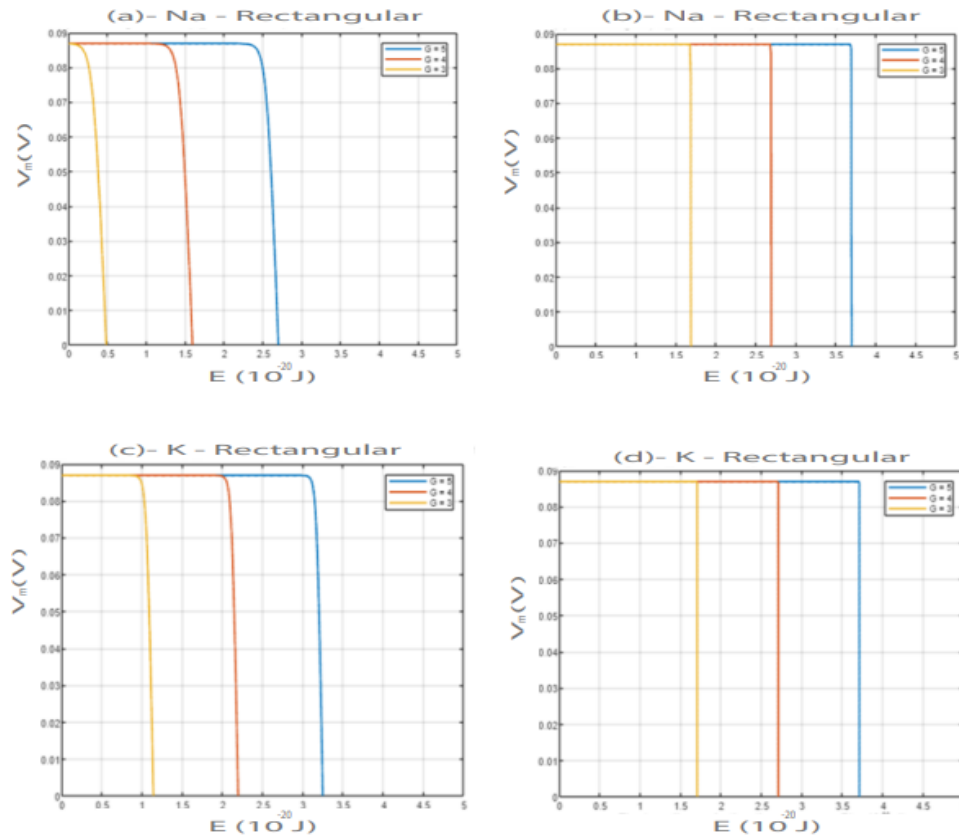 (a)- Na - Rectangular
0.09
0.08
0.07
0.06
0.05
0.04
0.03
0.02
0.01
0
Vm(V)
G = 5
G = 4
G = 3
0 0.5 1 1.5 2 2.5 3 3.5 4 4.5 5
E (10-20 J)
(b)- Na - Rectangular
0.09
0.08
0.07
0.06
0.05
0.04
0.03
0.02
0.01
0
Vm(V)
G = 5
G = 4
G = 3
0 0.5 1 1.5 2 2.5 3 3.5 4 4.5 5
E (10-20 J)
(c)- K - Rectangular
0.09
0.08
0.07
0.06
0.05
0.04
0.03
0.02
0.01
0
Vm(V)
G = 5
G = 4
G = 3
0 0.5 1 1.5 2 2.5 3 3.5 4 4.5 5
E (10-20 J)
(d)- K - Rectangular
0.09
0.08
0.07
0.06
0.05
0.04
0.03
0.02
0.01
0
Vm(V)
G = 5
G = 4
G = 3
0 0.5 1 1.5 2 2.5 3 3.5 4 4.5
E (10-20 J)